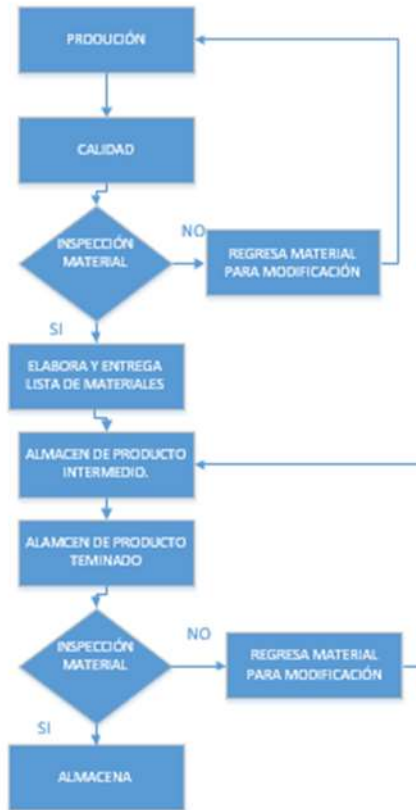 PRODUCIÓN
CALIDAD
INSPECCIÓN
MATERIAL
NO
REGRESA MATERIAL
PARA MODIFICACIÓN
SI
ELABORA Y ENTREGA
LISTA DE MATERIALES
ALMACEN DE PRODUCTO
INTERMEDIO.
ALAMCEN DE PRODUCTO
TEMINADO
INSPECCIÓN
MATERIAL
NO
REGRESA MATERIAL
PARA MODIFICACIÓN
SI
ALMACENA